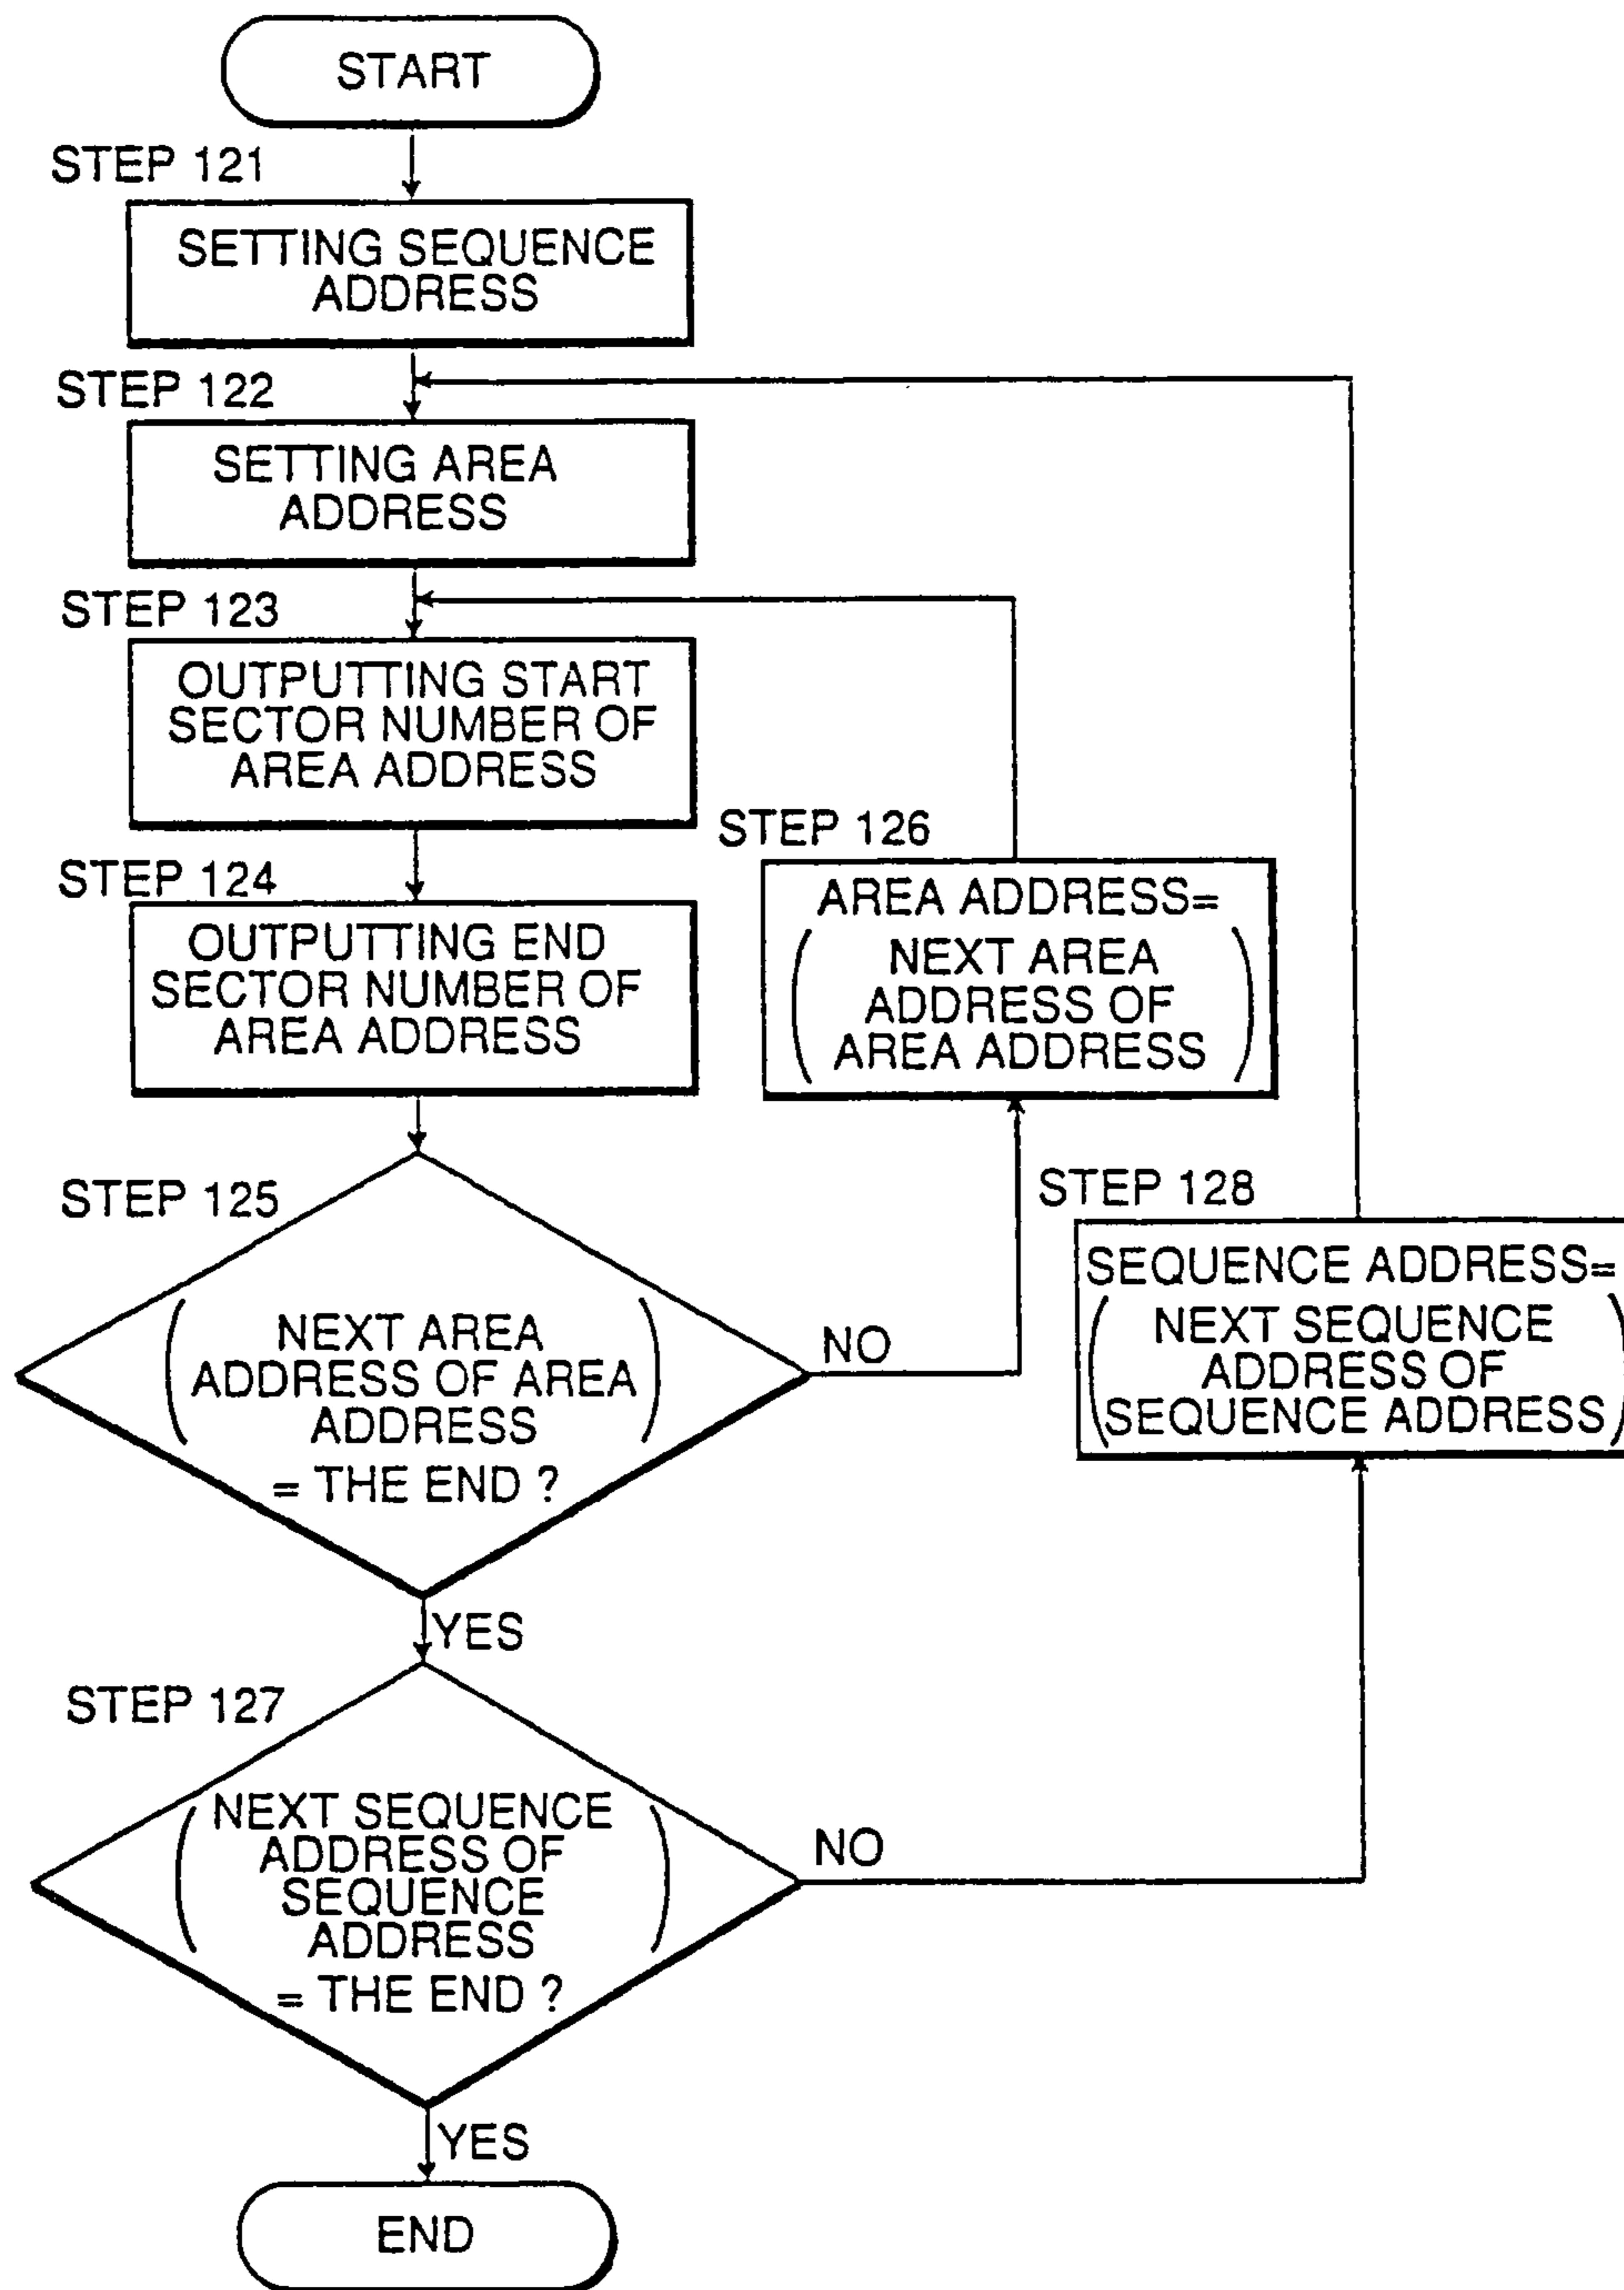 START
STEP 121
SETTING SEQUENCE
ADDRESS
STEP 122
SETTING AREA
ADDRESS
STEP 123
OUTPUTTING START
SECTOR NUMBER OF
AREA ADDRESS
STEP 124
OUTPUTTING END
SECTOR NUMBER OF
AREA ADDRESS
STEP 125
( NEXT AREA
ADDRESS OF AREA
ADDRESS )
= THE END ?
NO
STEP 126
AREA ADDRESS=
( NEXT AREA
ADDRESS OF
AREA ADDRESS )
YES
STEP 127
( NEXT SEQUENCE
ADDRESS OF
SEQUENCE
ADDRESS )
= THE END ?
NO
STEP 128
SEQUENCE ADDRESS=
( NEXT SEQUENCE
ADDRESS OF
SEQUENCE ADDRESS )
YES
END